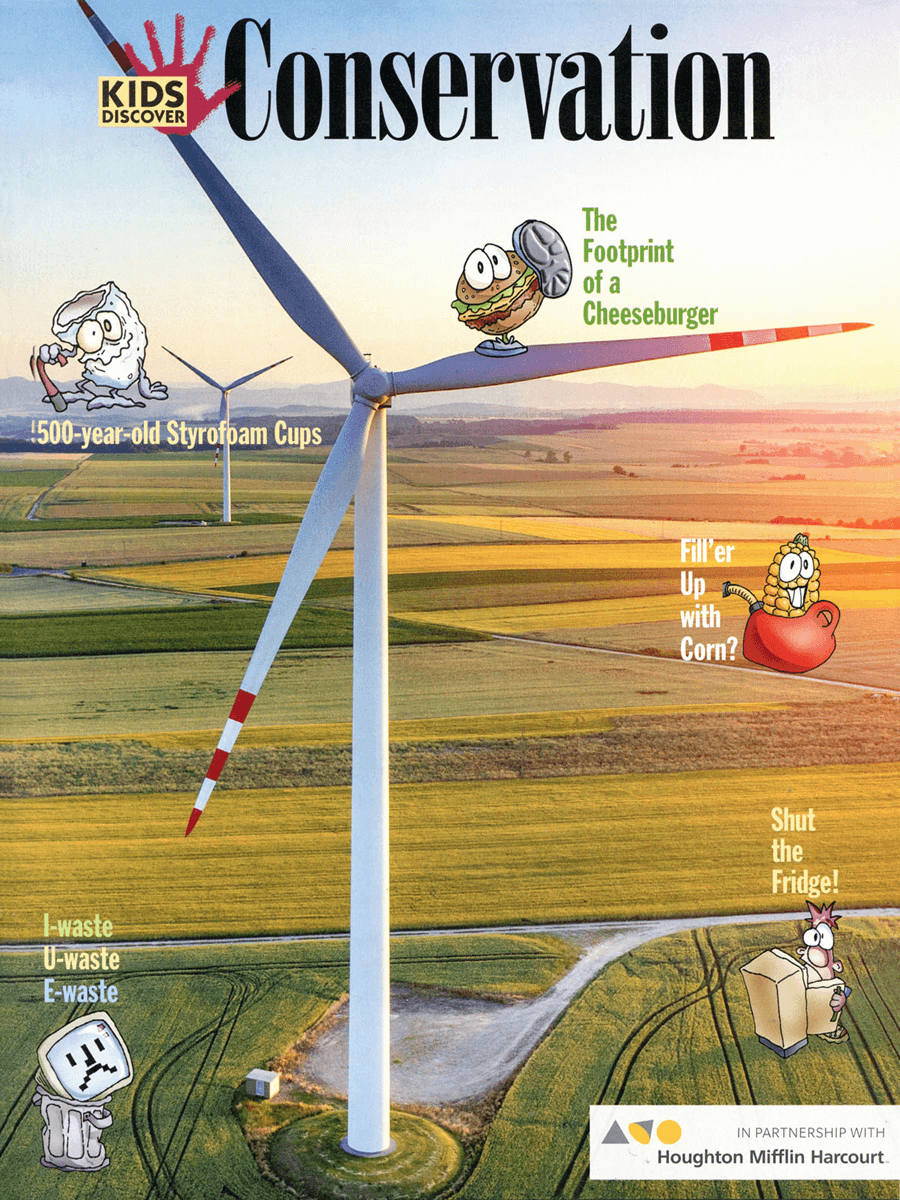 KIDS
DISCOVER
Conservation
The
Footprint
of a
Cheeseburger
!500-year-old Styrofoam Cups
Fill'er
Up
with
Corn?
Shut
the
Fridge!
I-waste
U-waste
E-waste
IN PARTNERSHIP WITH
Houghton Mifflin Harcourt